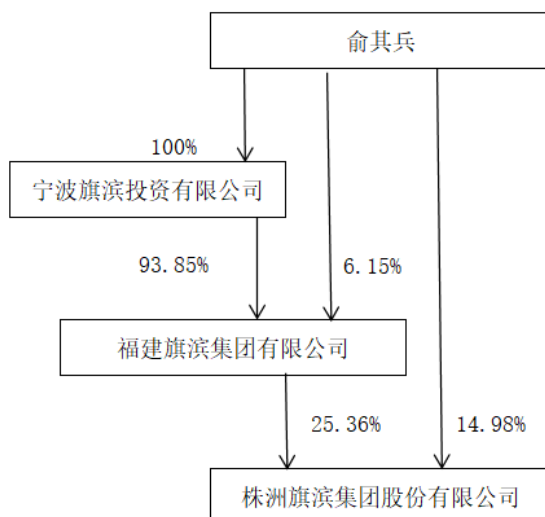 俞其兵
100%
宁波旗滨投资有限公司
93.85%
6.15%
福建旗滨集团有限公司
25.36%
14.98%
株洲旗滨集团股份有限公司